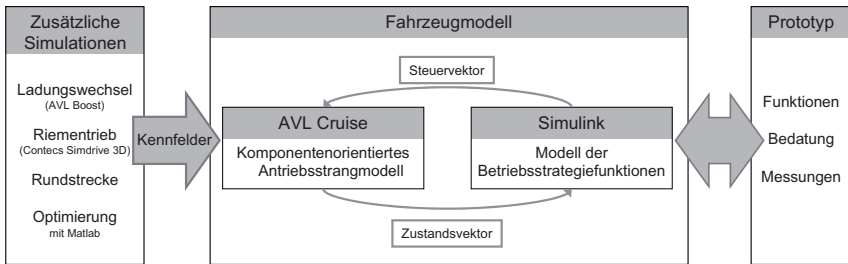 Zusätzliche
Simulationen
Ladungswechsel
(AVL Boost)
Riementrieb
(Contecs Simdrive 3D)
Rundstrecke
Optimierung
mit Matlab
Kennfelder
Fahrzeugmodell
Steuervektor
AVL Cruise
Komponentenorientiertes
Antriebsstrangmodell
Simulink
Modell der
Betriebsstrategiefunktionen
Zustandsvektor
Prototyp
Funktionen
Bedatung
Messungen